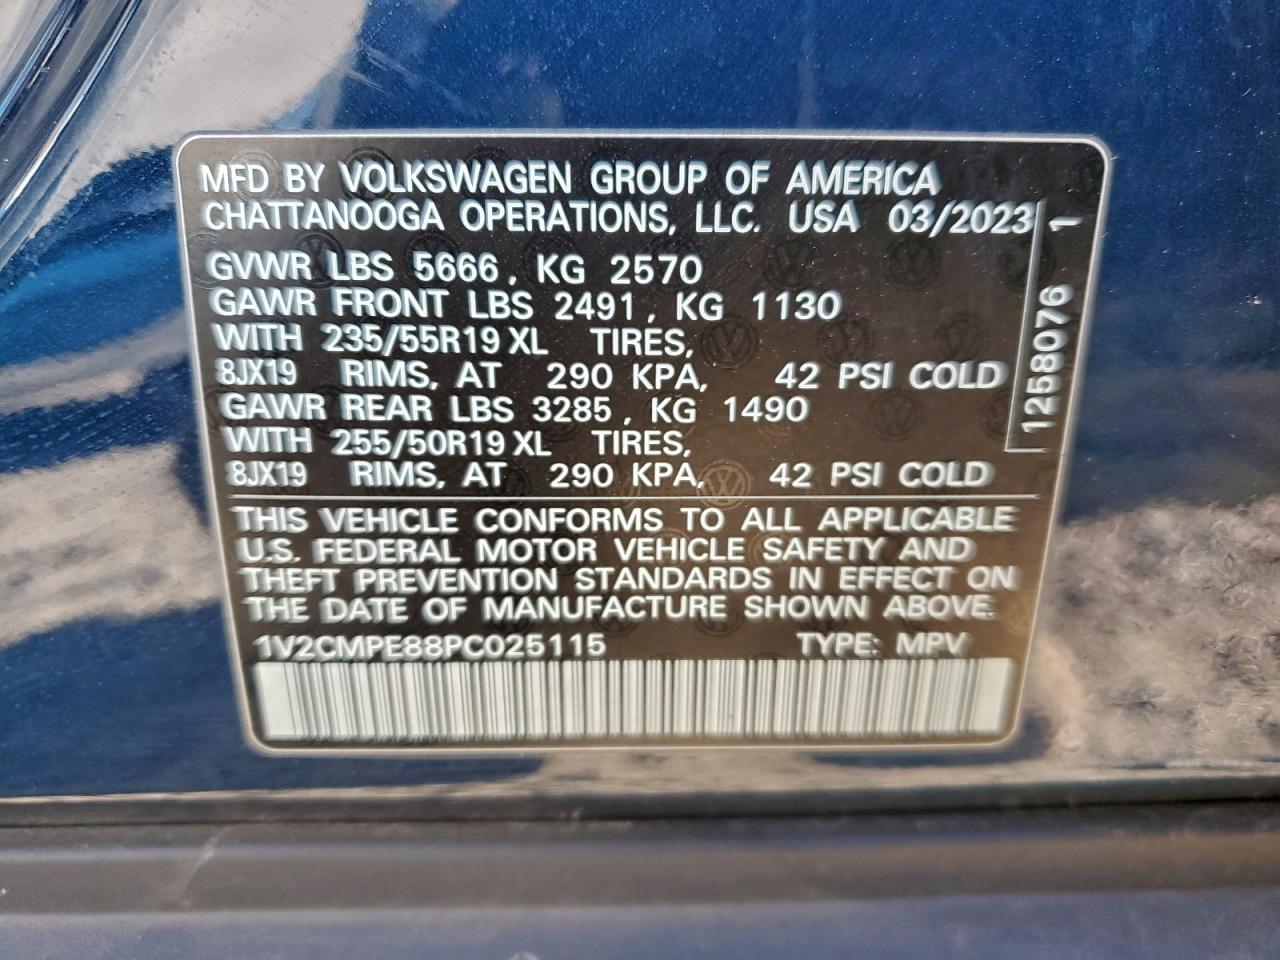 MFD BY VOLKSWAGEN GROUP OF AMERICA
CHATTANOOGA OPERATIONS, LLC. USA 03/2023
GVWR LBS 5666, KG 2570
GAWR FRONT LBS 2491, KG 1130
WITH 235/55R19 XL TIRES,
8JX19 RIMS, AT 290 KPA, 42 PSI COLD
GAWR REAR LBS 3285, KG 1490
WITH 255/50R19 XL TIRES,
8JX19 RIMS, AT 290 KPA, 42 PSI COLD
THIS VEHICLE CONFORMS TO ALL APPLICABLE
U.S. FEDERAL MOTOR VEHICLE SAFETY AND
THEFT PREVENTION STANDARDS IN EFFECT ON
THE DATE OF MANUFACTURE SHOWN ABOVE.
1V2CMPE88PC025115 TYPE: MPV
1258076 1